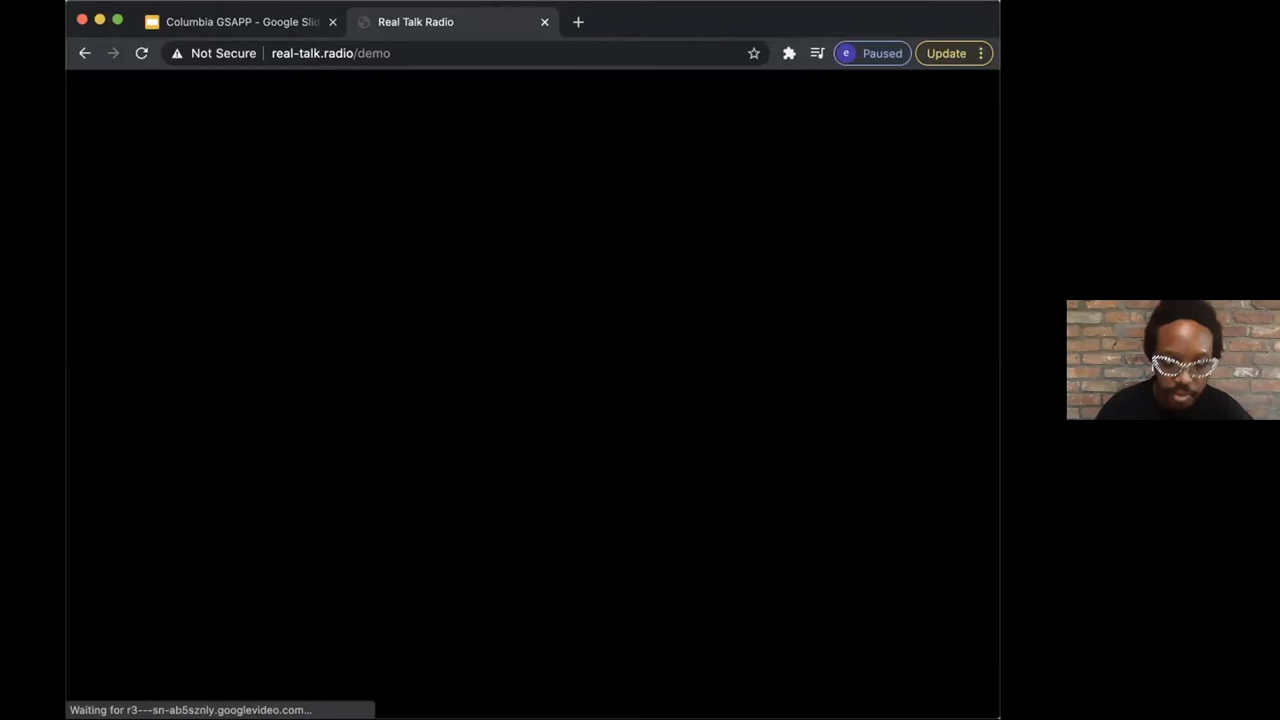 Columbia GSAPP - Google Slid
Real Talk Radio
Not Secure
real-talk.radio/demo
e
Paused
Update
Waiting for r3---sn-ab5sznly.googlevideo.com...